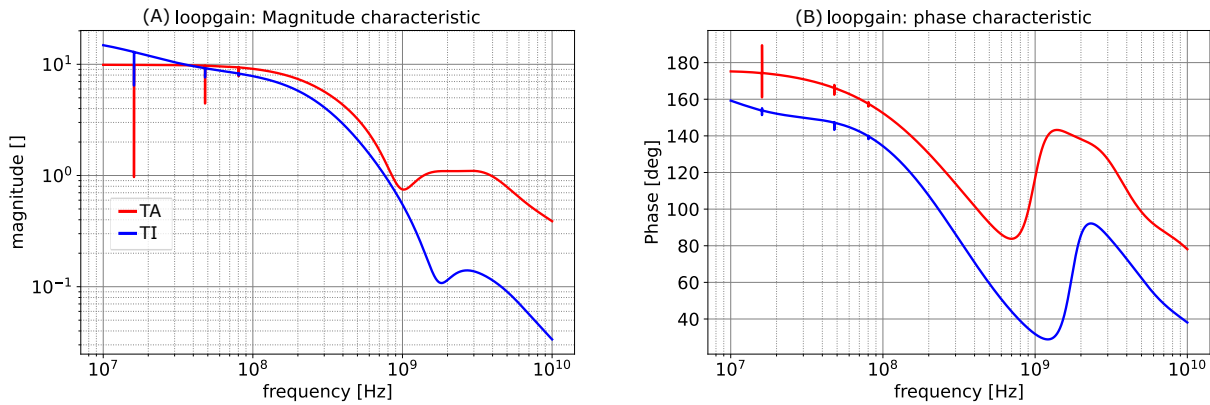 (A) loopgain: Magnitude characteristic
magnitude []
10¹
10⁰
10⁻¹
TA
TI
10⁷
10⁸
10⁹
10¹⁰
frequency [Hz]
(B) loopgain: phase characteristic
Phase [deg]
180
160
140
120
100
80
60
40
10⁷
10⁸
10⁹
10¹⁰
frequency [Hz]